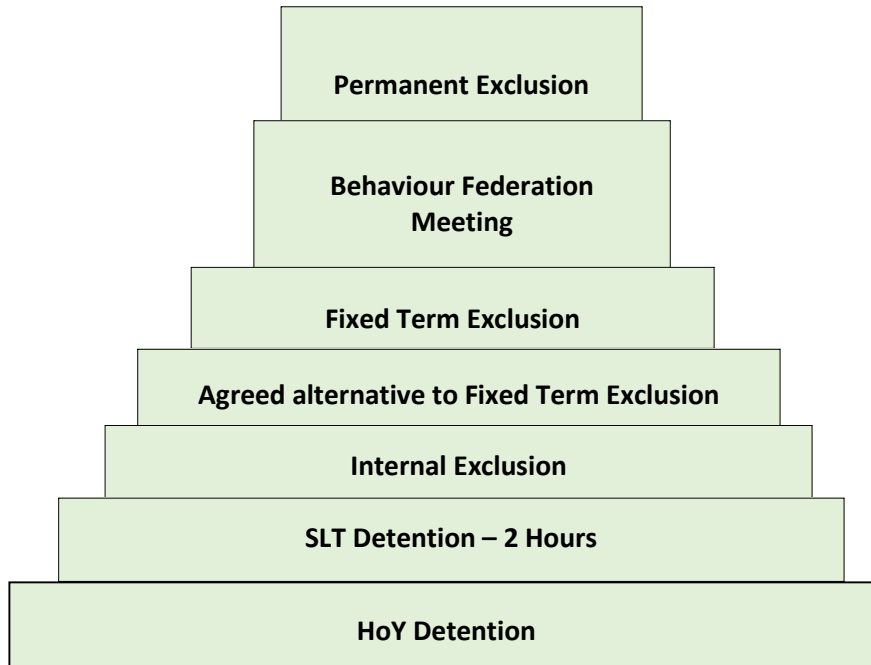 Permanent Exclusion
Behaviour Federation
Meeting
Fixed Term Exclusion
Agreed alternative to Fixed Term Exclusion
Internal Exclusion
SLT Detention – 2 Hours
HoY Detention